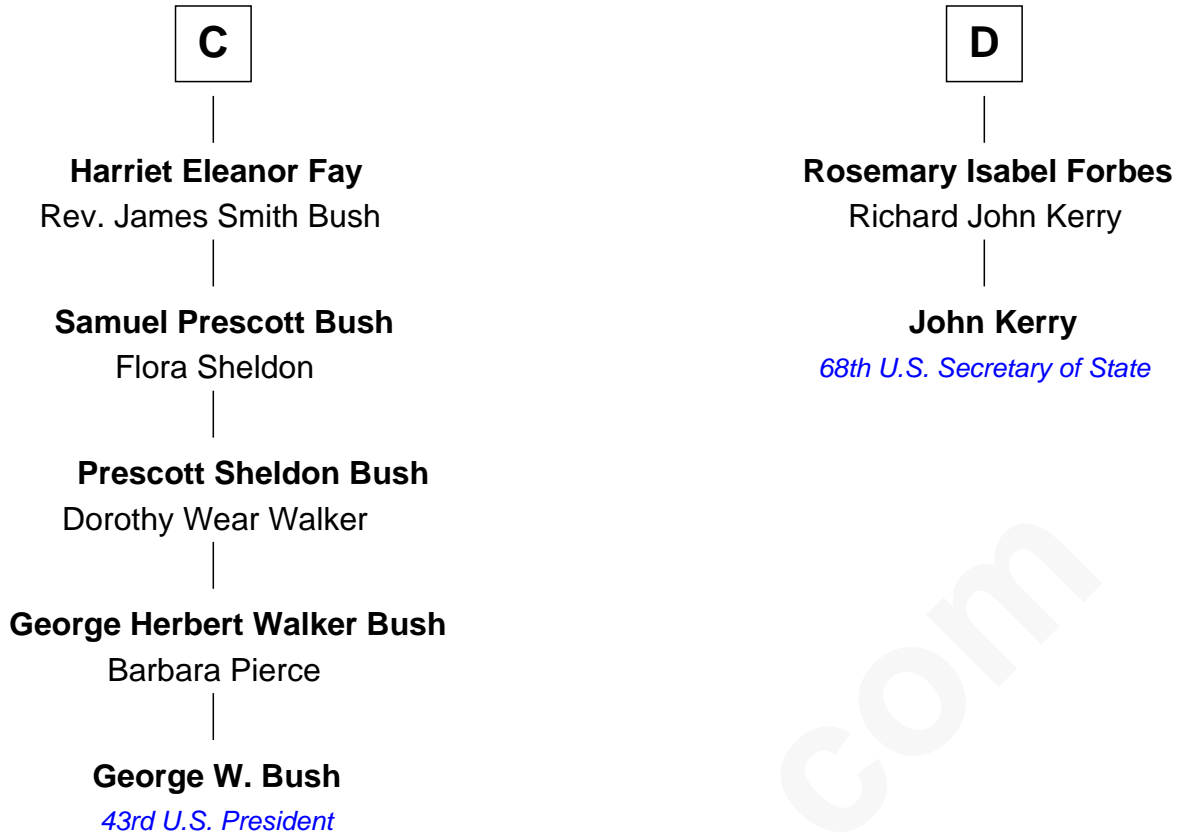 C
Harriet Eleanor Fay
Rev. James Smith Bush
Samuel Prescott Bush
Flora Sheldon
Prescott Sheldon Bush
Dorothy Wear Walker
George Herbert Walker Bush
Barbara Pierce
George W. Bush
43rd U.S. President
D
Rosemary Isabel Forbes
Richard John Kerry
John Kerry
68th U.S. Secretary of State
com